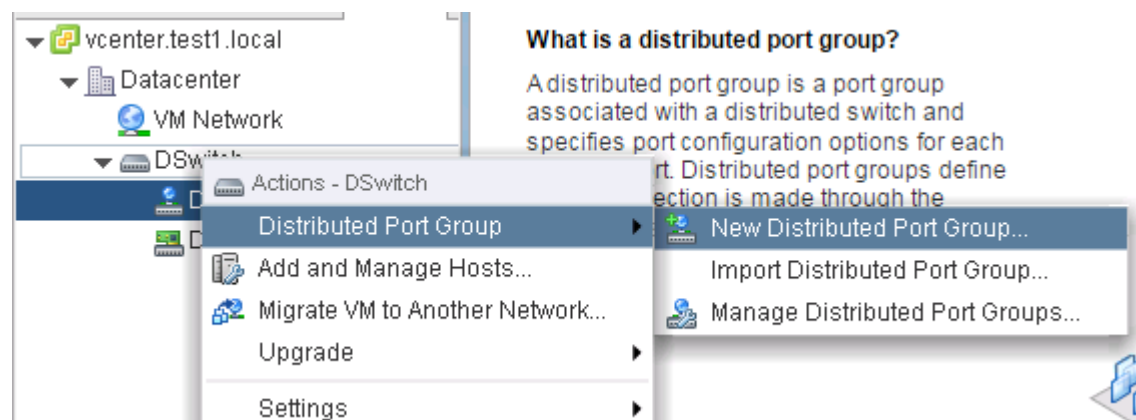 vcenter.test1.local
Datacenter
VM Network
DSwitch
D
D
Actions - DSwitch
Distributed Port Group
Add and Manage Hosts...
Migrate VM to Another Network...
Upgrade
Settings
New Distributed Port Group...
Import Distributed Port Group...
Manage Distributed Port Groups...
What is a distributed port group?
A distributed port group is a port group
associated with a distributed switch and
specifies port configuration options for each
rt. Distributed port groups define
ection is made through the